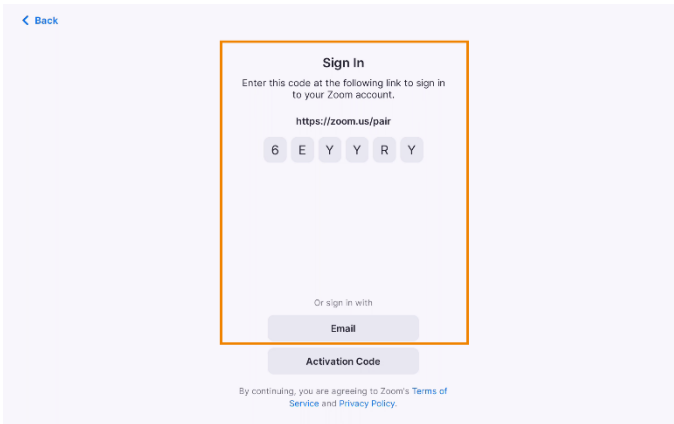 Back
Sign In
Enter this code at the following link to sign in
to your Zoom account.
https://zoom.us/pair
6 E Y Y R Y
Or sign in with
Email
Activation Code
By continuing, you are agreeing to Zoom's Terms of
Service and Privacy Policy.